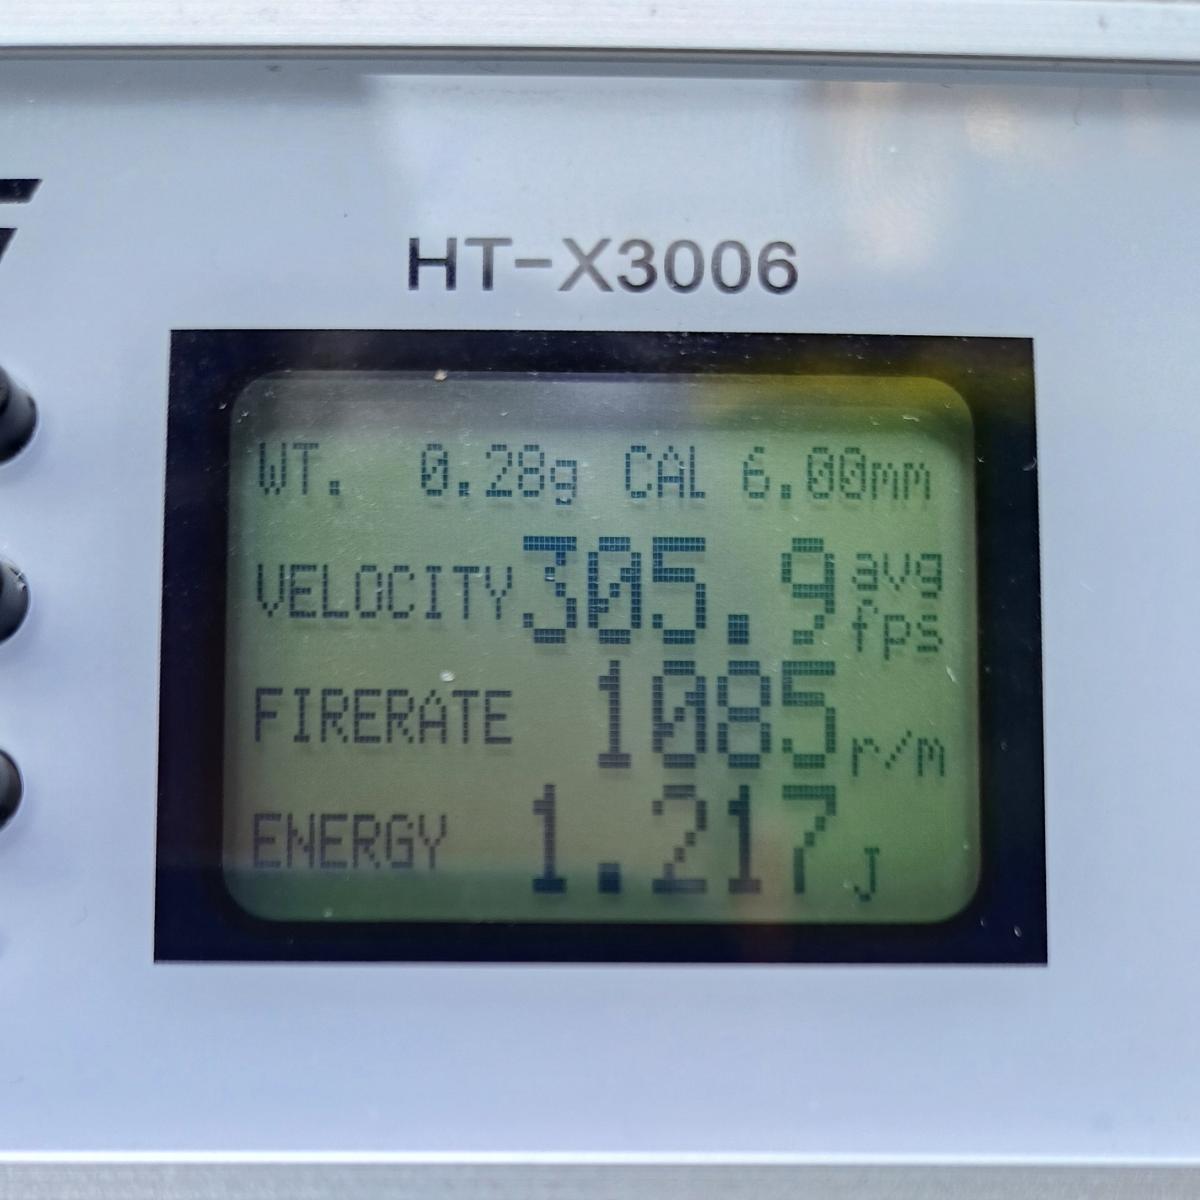 HT-X3006
WT. 0.28g CAL 6.00mm
VELOCITY 305.9 avg fps
FIRERATE 1085 r/m
ENERGY 1.217 J